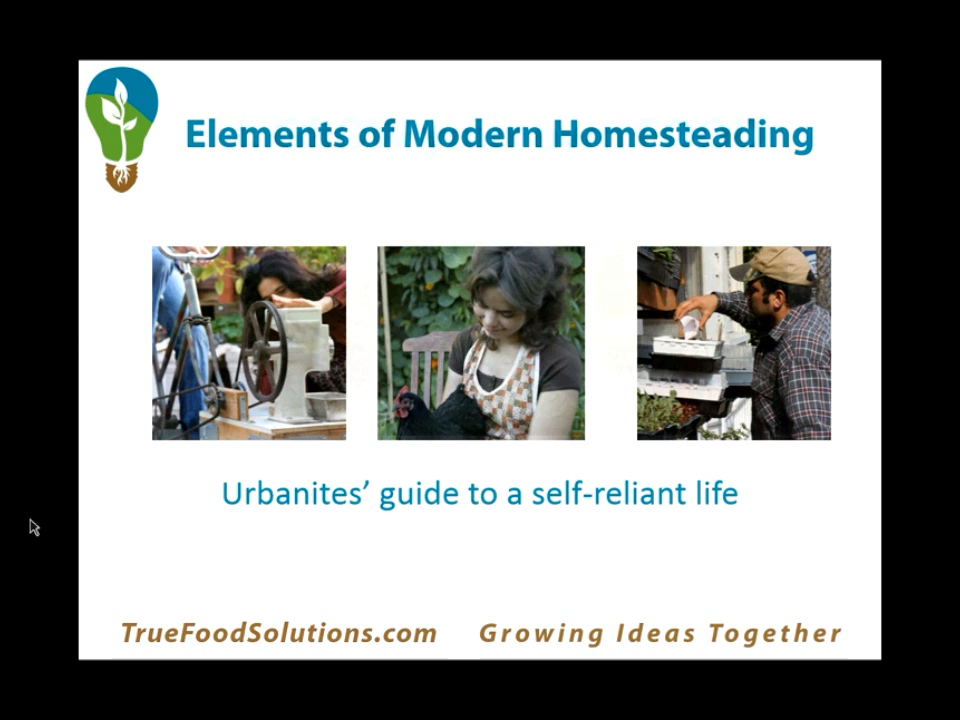 Elements of Modern Homesteading
Urbanites’ guide to a self-reliant life
TrueFoodSolutions.com Growing Ideas Together